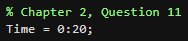 % Chapter 2, Question 11
Time = 0:20;